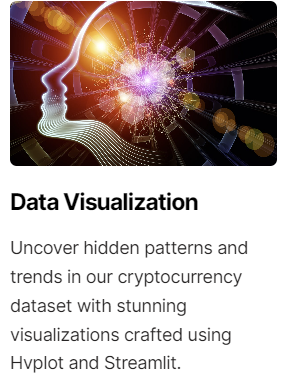 Data Visualization
Uncover hidden patterns and
trends in our cryptocurrency
dataset with stunning
visualizations crafted using
Hvplot and Streamlit.